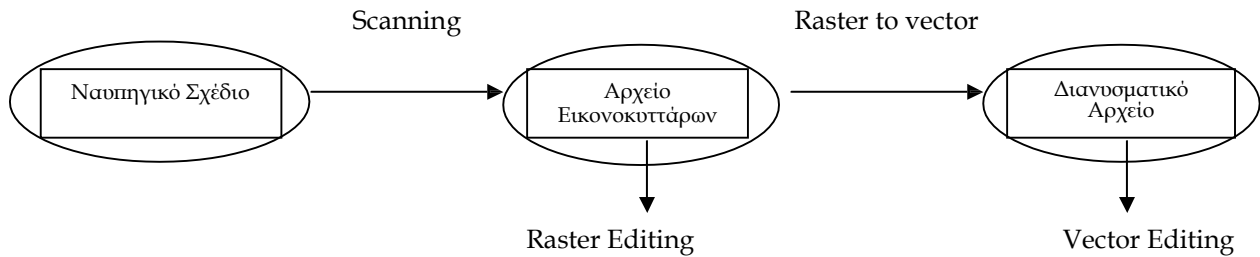 Scanning
Raster to vector
Ναυπηγικό Σχέδιο
Αρχείο
Εικονοκυττάρων
Διανυσματικό
Αρχείο
Raster Editing
Vector Editing